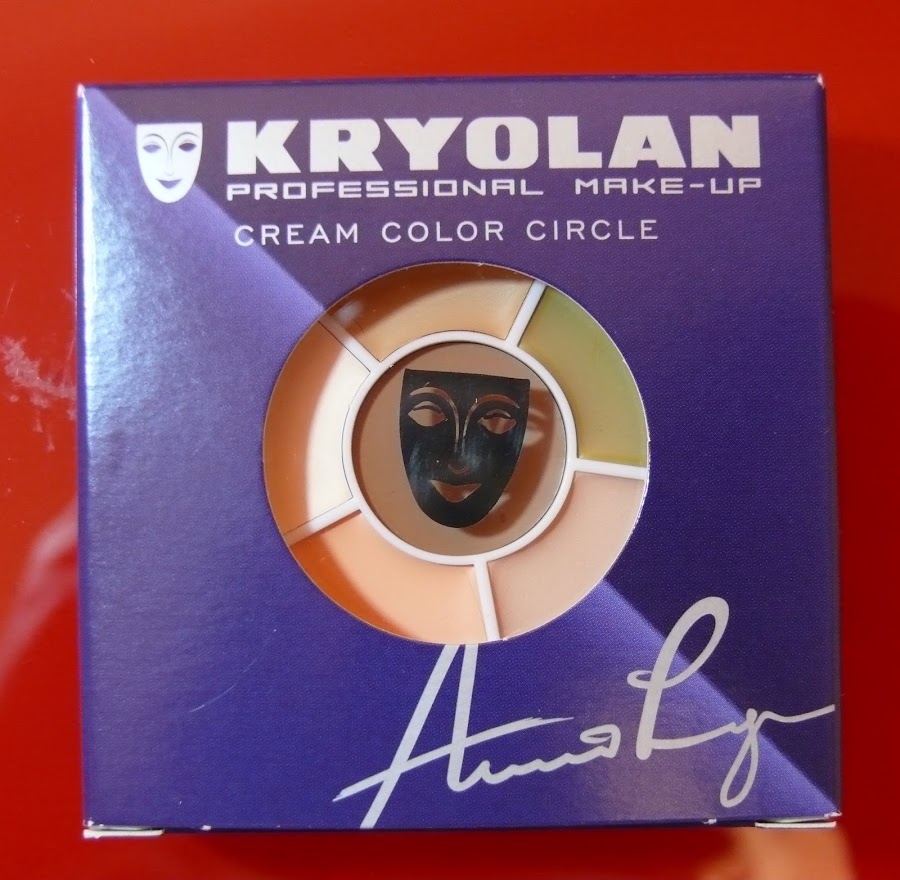 KRYOLAN
PROFESSIONAL MAKE-UP
CREAM COLOR CIRCLE